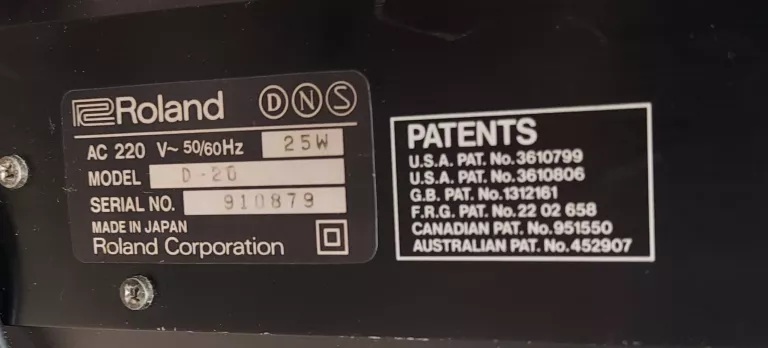 Roland D N S
AC 220 V~ 50/60Hz 25W
MODEL D-20
SERIAL NO. 910879
MADE IN JAPAN
Roland Corporation
PATENTS
U.S.A. PAT. No.3610799
U.S.A. PAT. No.3610806
G.B. PAT. No.1312161
F.R.G. PAT. No.22 02 658
CANADIAN PAT. No.951550
AUSTRALIAN PAT. No.452907